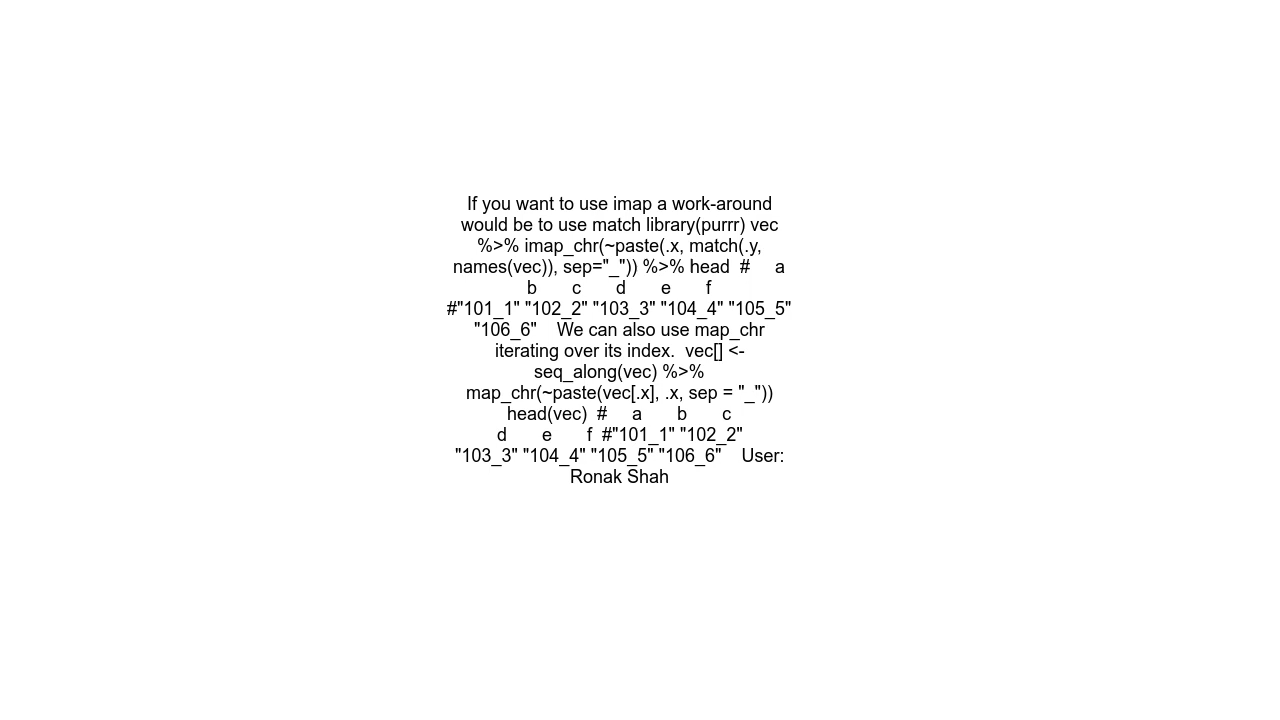 If you want to use imap a work-around
would be to use match library(purrr) vec
%>% imap_chr(~paste(.x, match(.y,
names(vec)), sep="_")) %>% head  #     a
b       c       d       e       f
#"101_1" "102_2" "103_3" "104_4" "105_5"
"106_6"    We can also use map_chr
iterating over its index.  vec[] <-
seq_along(vec) %>%
map_chr(~paste(vec[.x], .x, sep = "_"))
head(vec)  #     a       b       c
d       e       f  #"101_1" "102_2"
"103_3" "104_4" "105_5" "106_6"    User:
Ronak Shah